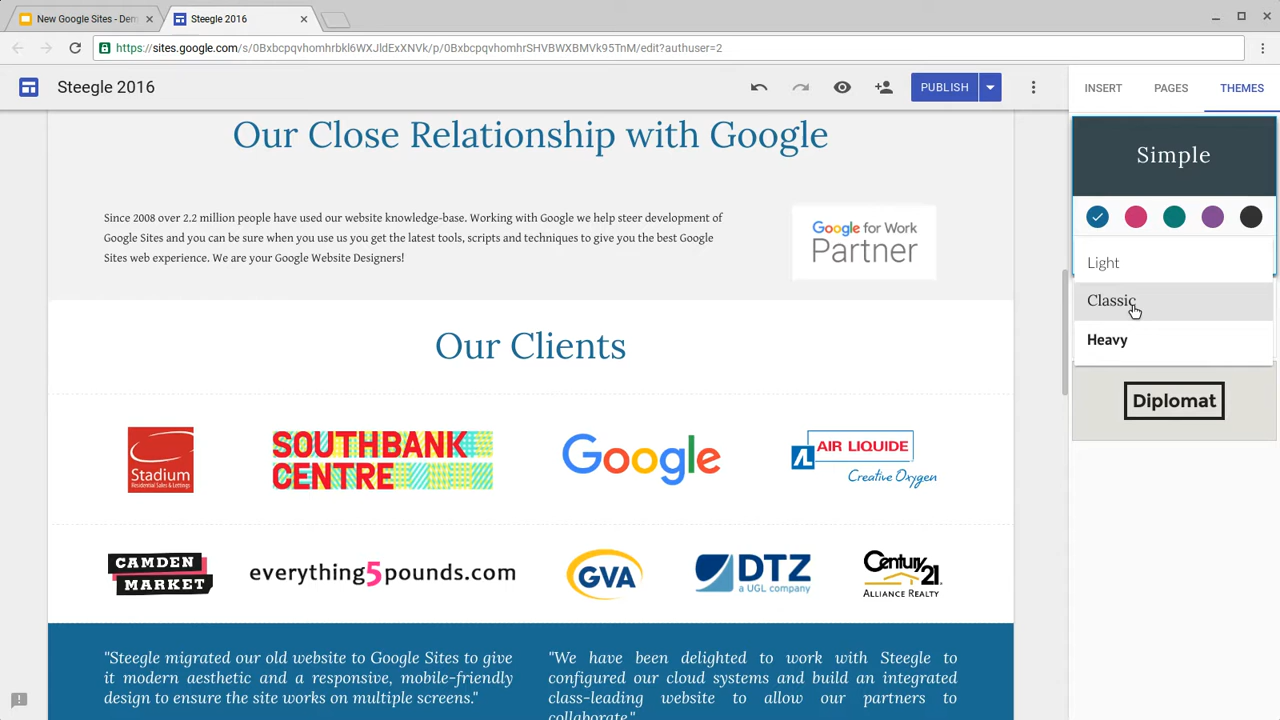 New Google Sites - Dem
Steegle 2016
https://sites.google.com/s/0Bxbcpqvhomhrbkl6WXJldExXNVk/p/0Bxbcpqvhomhr5HVBWXBMVk95TnM/edit?authuser=2
Steegle 2016
PUBLISH
INSERT
PAGES
THEMES
Our Close Relationship with Google
Since 2008 over 2.2 million people have used our website knowledge-base. Working with Google we help steer development of
Google Sites and you can be sure when you use us you get the latest tools, scripts and techniques to give you the best Google
Sites web experience. We are your Google Website Designers!
Google for Work
Partner
Our Clients
Stadium
Residential Sales & Lettings
SOUTHBANK
CENTRE
Google
AIR LIQUIDE
Creative Oxygen
CAMDEN
MARKET
everything5pounds.com
GVA
DTZ
a UGL company
Century
21
ALLIANCE REALTY
"Steegle migrated our old website to Google Sites to give
it modern aesthetic and a responsive, mobile-friendly
design to ensure the site works on multiple screens."
"We have been delighted to work with Steegle to
configured our cloud systems and build an integrated
class-leading website to allow our partners to
collaborate."
Simple
Light
Classic
Heavy
Diplomat